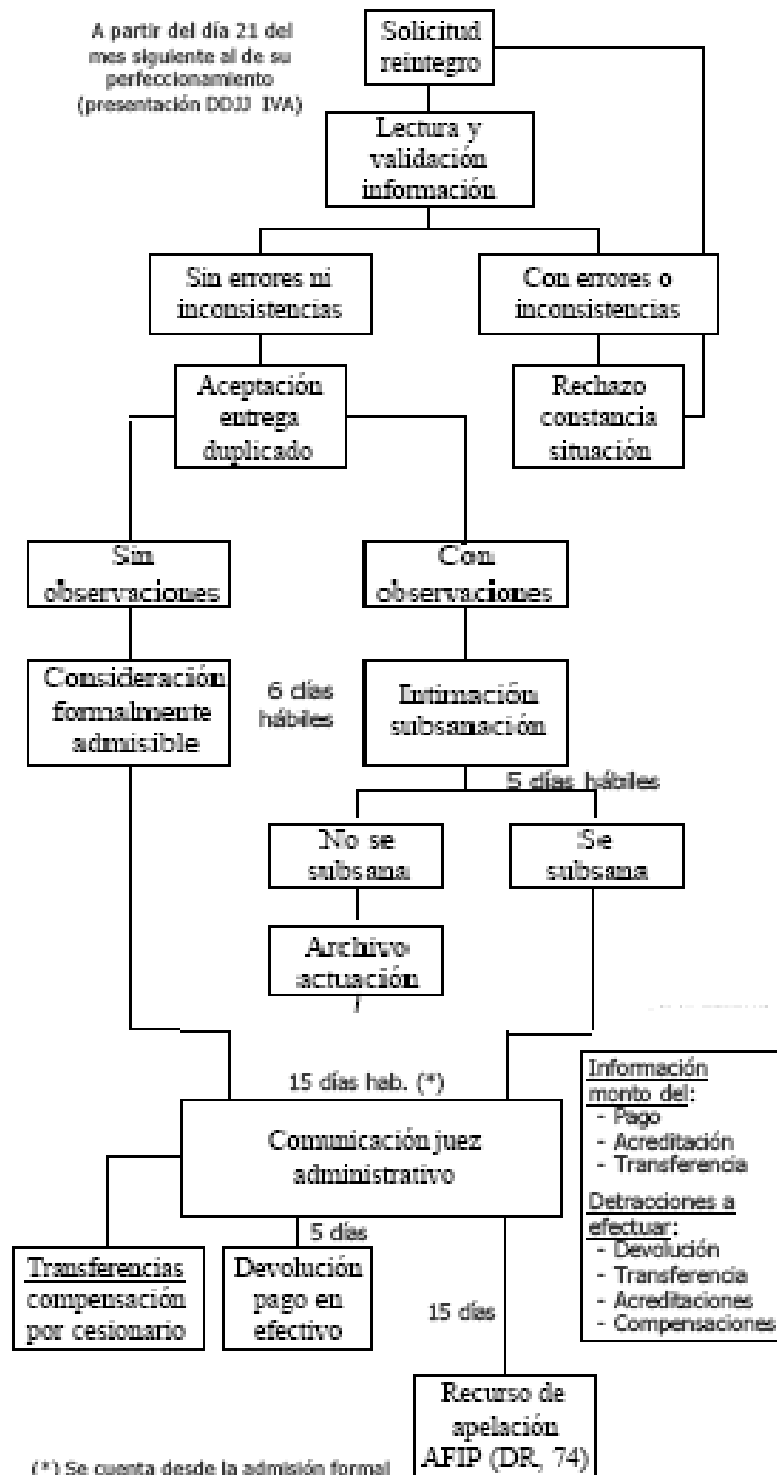 A partir del día 21 del
mes siguiente al de su
perfeccionamiento
(presentación DDJJ IVA)
Solicitud
reintegro
Lectura y
validación
información
Sin errores ni
inconsistencias
Con errores o
inconsistencias
Aceptación
entrega
duplicado
Rechazo
constancia
situación
Sin
observaciones
Con
observaciones
Consideración
formalmente
admisible
6 días
hábiles
Intimación
subsanación
5 días hábiles
No se
subsana
Se
subsana
Archivo
actuación
15 días hab. (*)
Comunicación juez
administrativo
Información
monto del:
- Pago
- Acreditación
- Transferencia
Detracciones a
efectuar:
- Devolución
- Transferencia
- Acreditaciones
- Compensaciones
5 días
Transferencias
compensación
por cesionario
Devolución
pago en
efectivo
15 días
Recurso de
apelación
AFIP (DR, 74)
(*) Se cuenta desde la admisión formal